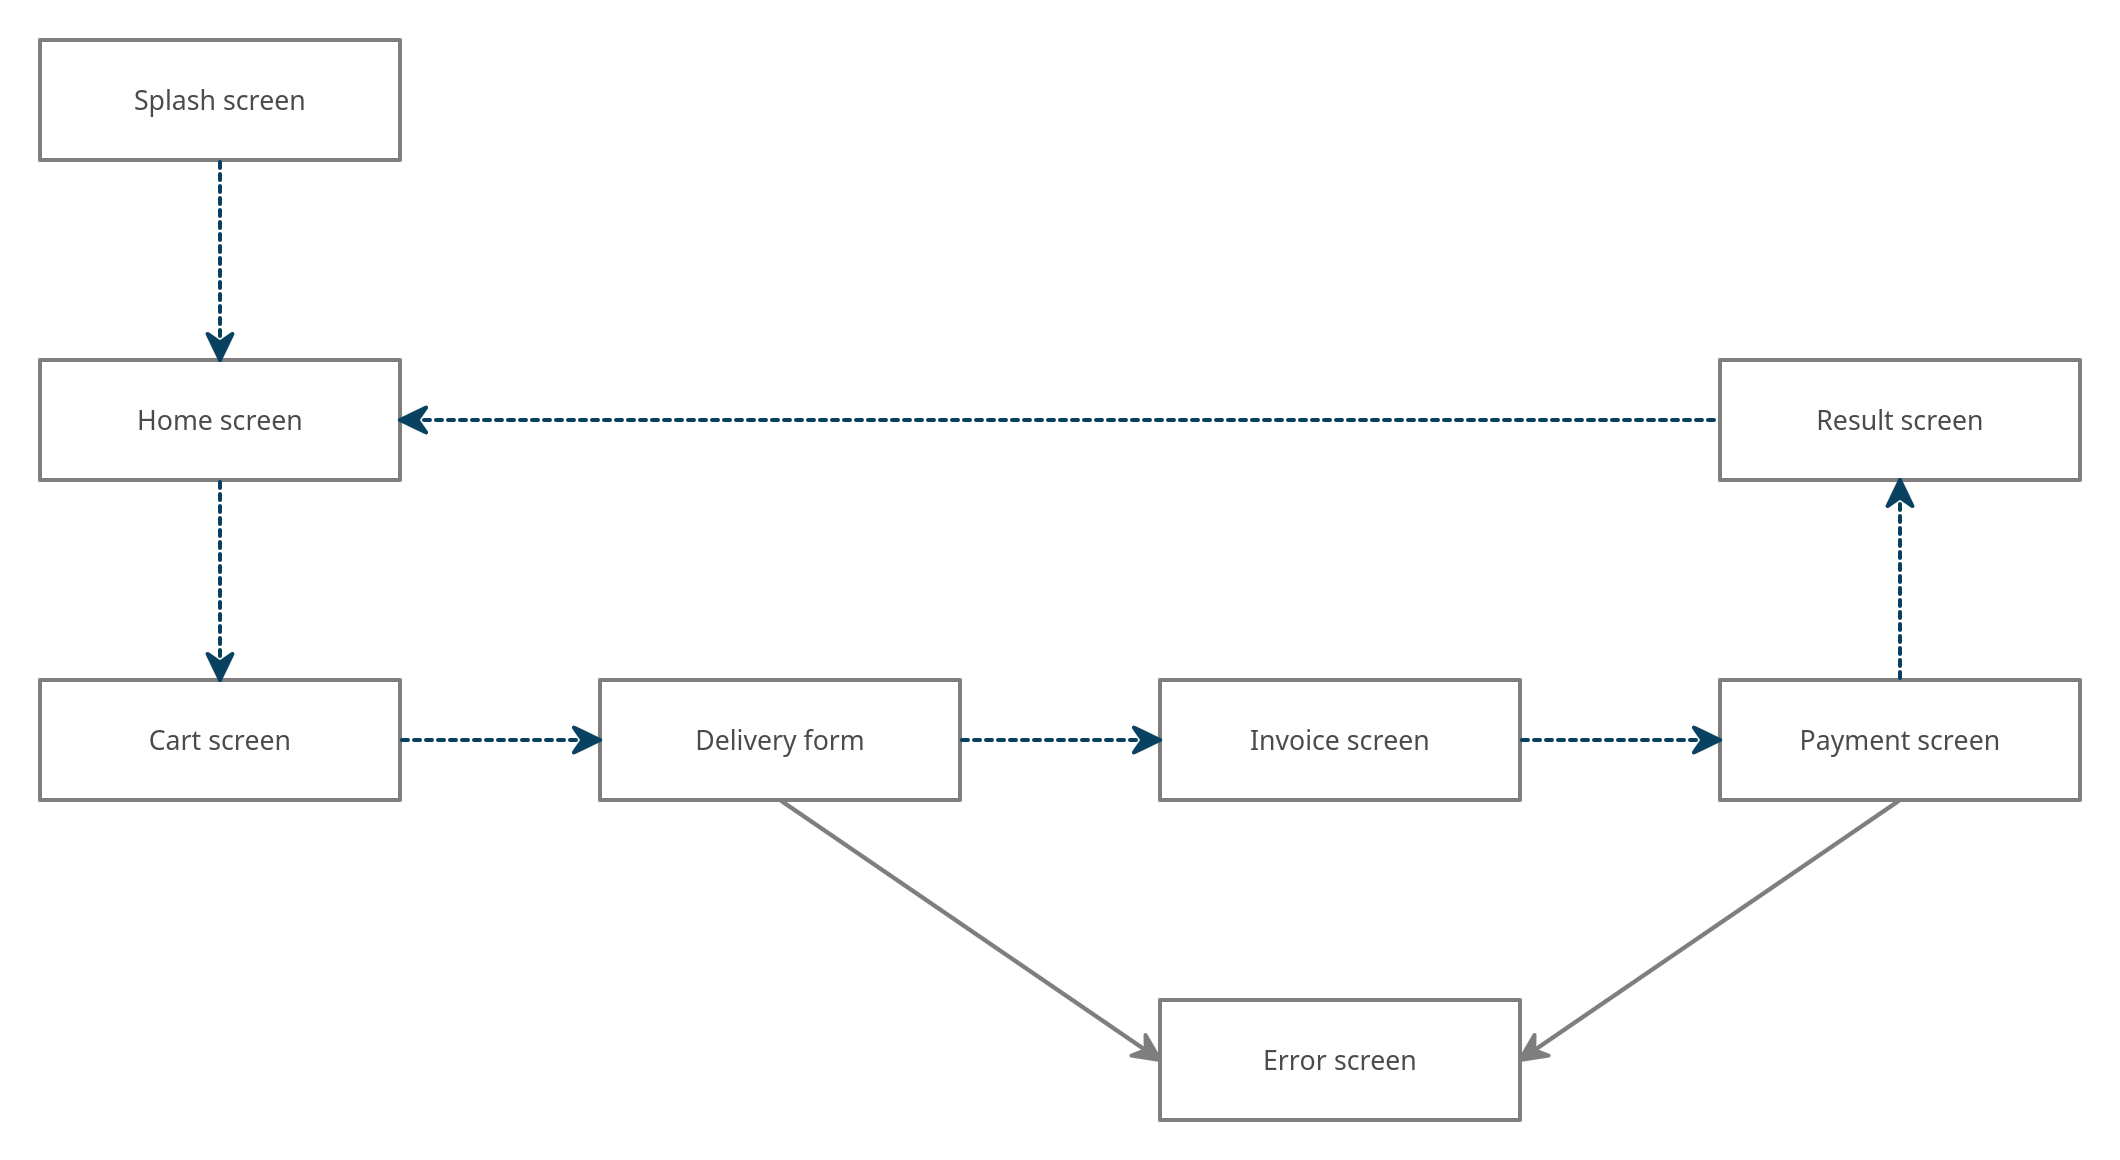 Splash screen
Home screen
Result screen
Cart screen
Delivery form
Invoice screen
Payment screen
Error screen